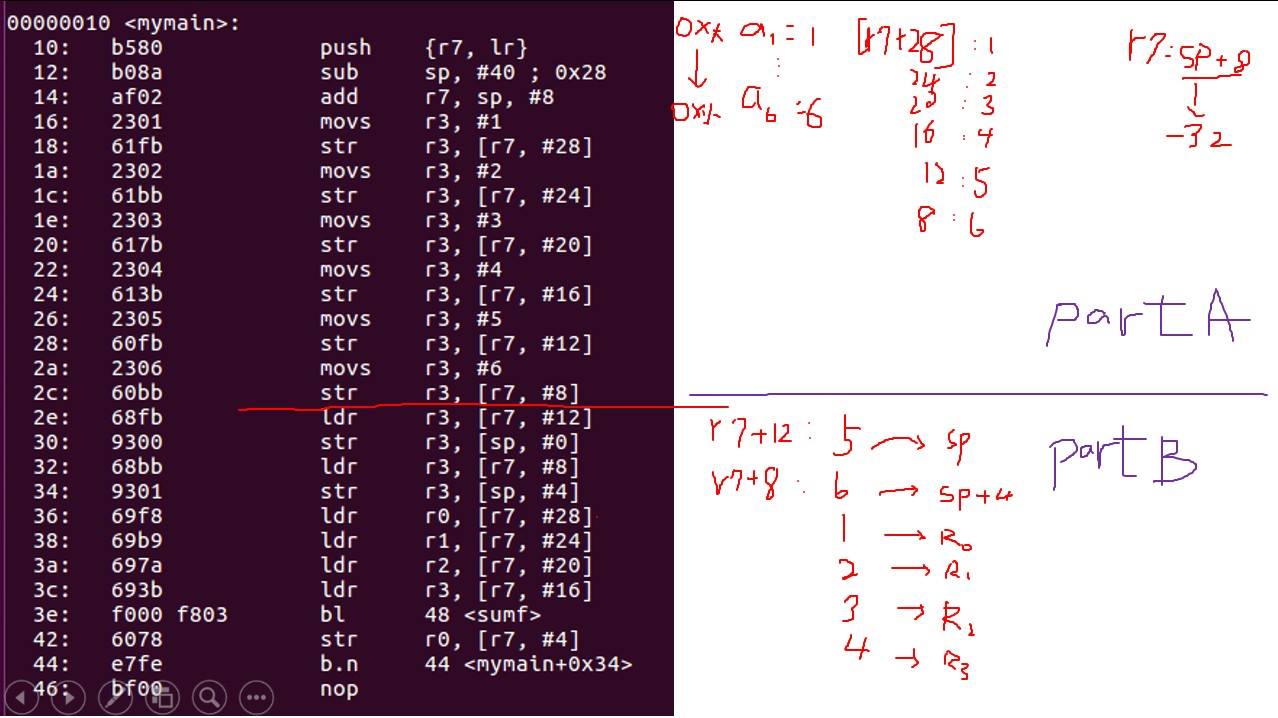 00000010 <mymain>:
10: b580 push {r7, lr}
12: b08a sub sp, #40 ; 0x28
14: af02 add r7, sp, #8
16: 2301 movs r3, #1
18: 61fb str r3, [r7, #28]
1a: 2302 movs r3, #2
1c: 61bb str r3, [r7, #24]
1e: 2303 movs r3, #3
20: 617b str r3, [r7, #20]
22: 2304 movs r3, #4
24: 613b str r3, [r7, #16]
26: 2305 movs r3, #5
28: 60fb str r3, [r7, #12]
2a: 2306 movs r3, #6
2c: 60bb str r3, [r7, #8]
2e: 68fb ldr r3, [r7, #12]
30: 9300 str r3, [sp, #0]
32: 68bb ldr r3, [r7, #8]
34: 9301 str r3, [sp, #4]
36: 69f8 ldr r0, [r7, #28]
38: 69b9 ldr r1, [r7, #24]
3a: 697a ldr r2, [r7, #20]
3c: 693b ldr r3, [r7, #16]
3e: f000 f803 bl 48 <sumf>
42: 6078 str r0, [r7, #4]
44: e7fe b.n 44 <mymain+0x34>
46: bf00 nop
a1 = 1
a6 = 6
[r7+28] : 1
24 : 2
: 3
16 : 4
12 : 5
8 : 6
r7 = SP + 8
-32
part A
r7+12 : 5 → SP
r7+8 : 6 → SP+4
1 → R0
2 → R1
3 → R2
4 → R3
part B